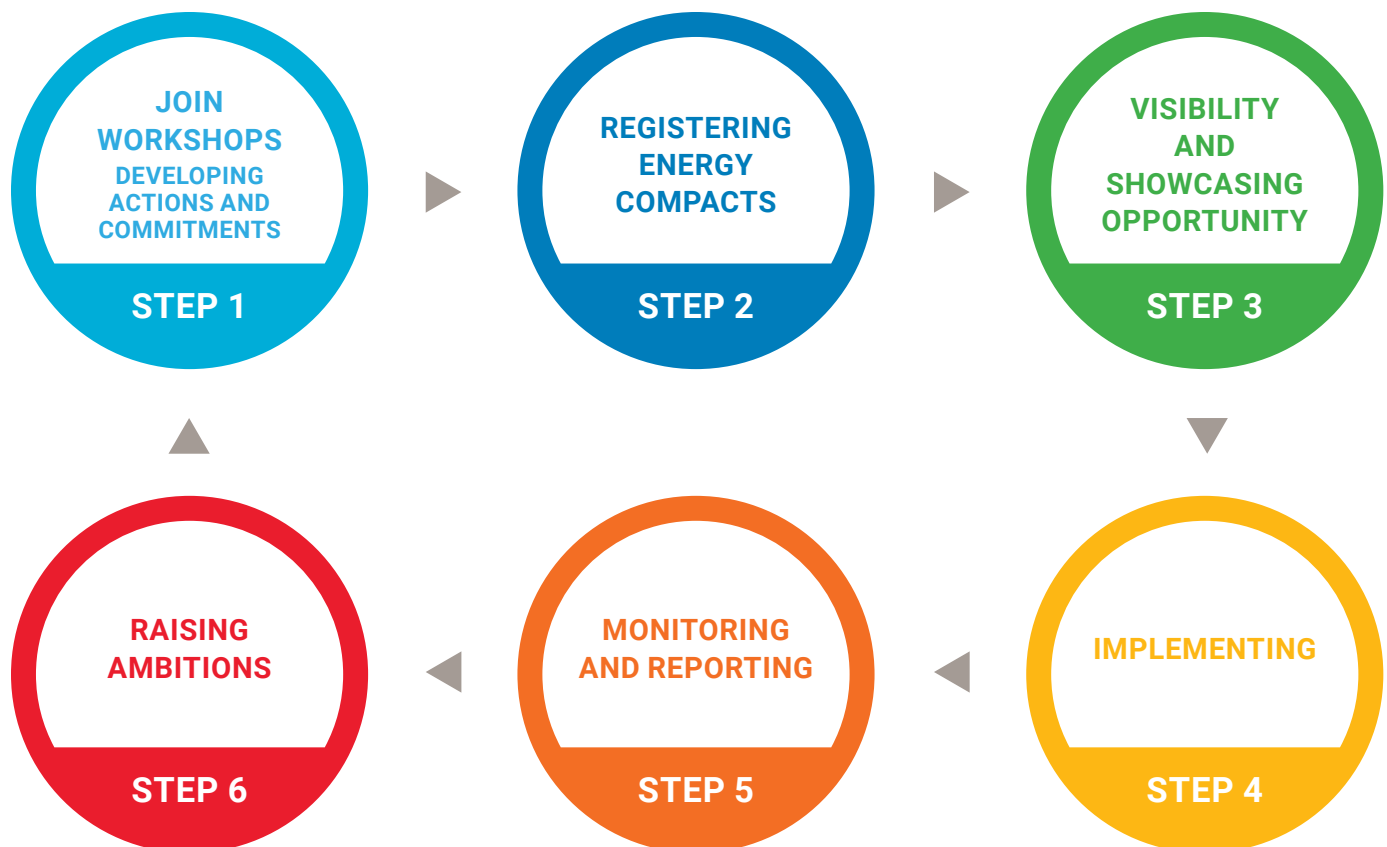 JOIN
WORKSHOPS
DEVELOPING
ACTIONS AND
COMMITMENTS
STEP 1
REGISTERING
ENERGY
COMPACTS
STEP 2
VISIBILITY
AND
SHOWCASING
OPPORTUNITY
STEP 3
IMPLEMENTING
STEP 4
MONITORING
AND REPORTING
STEP 5
RAISING
AMBITIONS
STEP 6